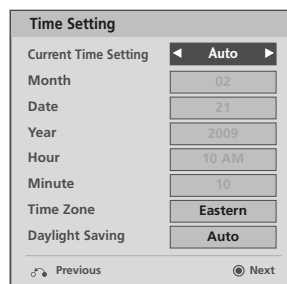 Time Setting
Current Time Setting ◀ Auto ▶
Month 02
Date 21
Year 2009
Hour 10 AM
Minute 10
Time Zone Eastern
Daylight Saving Auto
Previous Next